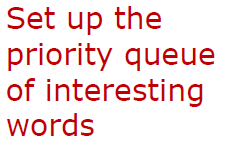 Set up the
priority queue
of interesting
words